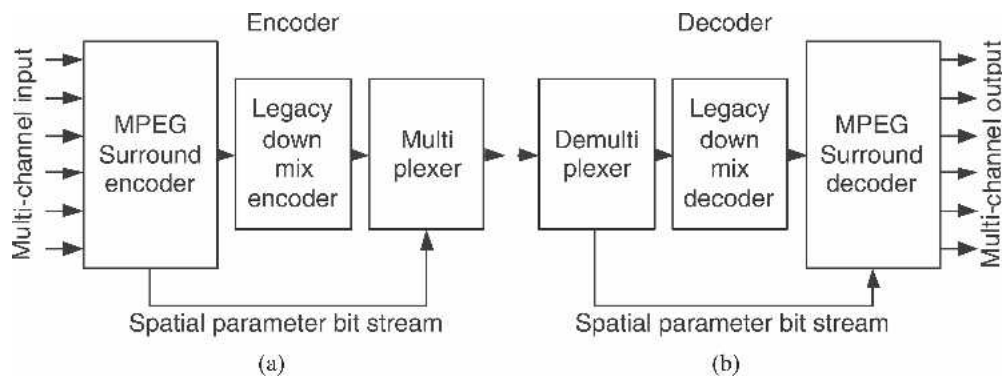 Encoder
Decoder
Multi-channel input
MPEG
Surround
encoder
Legacy
down
mix
encoder
Multi
plexer
Demulti
plexer
Legacy
down
mix
decoder
MPEG
Surround
decoder
Multi-channel output
Spatial parameter bit stream
Spatial parameter bit stream
(a)
(b)